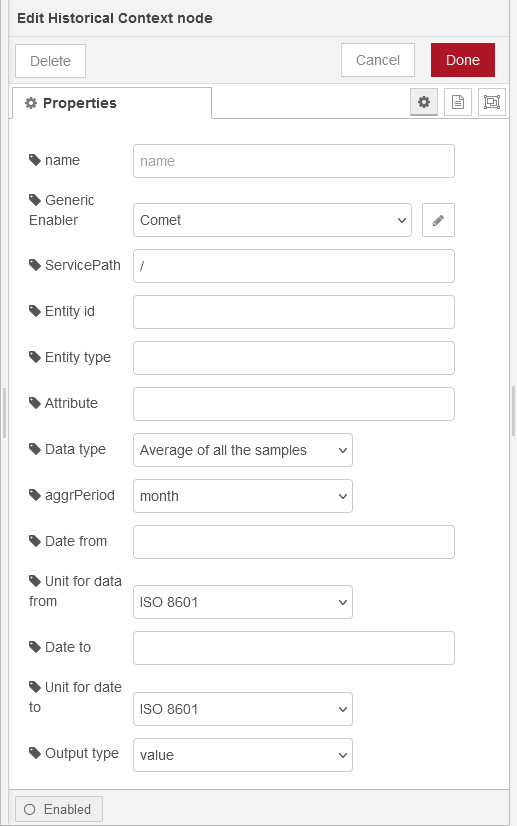 Edit Historical Context node
Delete
Cancel
Done
Properties
name
name
Generic
Enabler
Comet
ServicePath
/
Entity id
Entity type
Attribute
Data type
Average of all the samples
aggrPeriod
month
Date from
Unit for data
from
ISO 8601
Date to
Unit for date
to
ISO 8601
Output type
value
Enabled